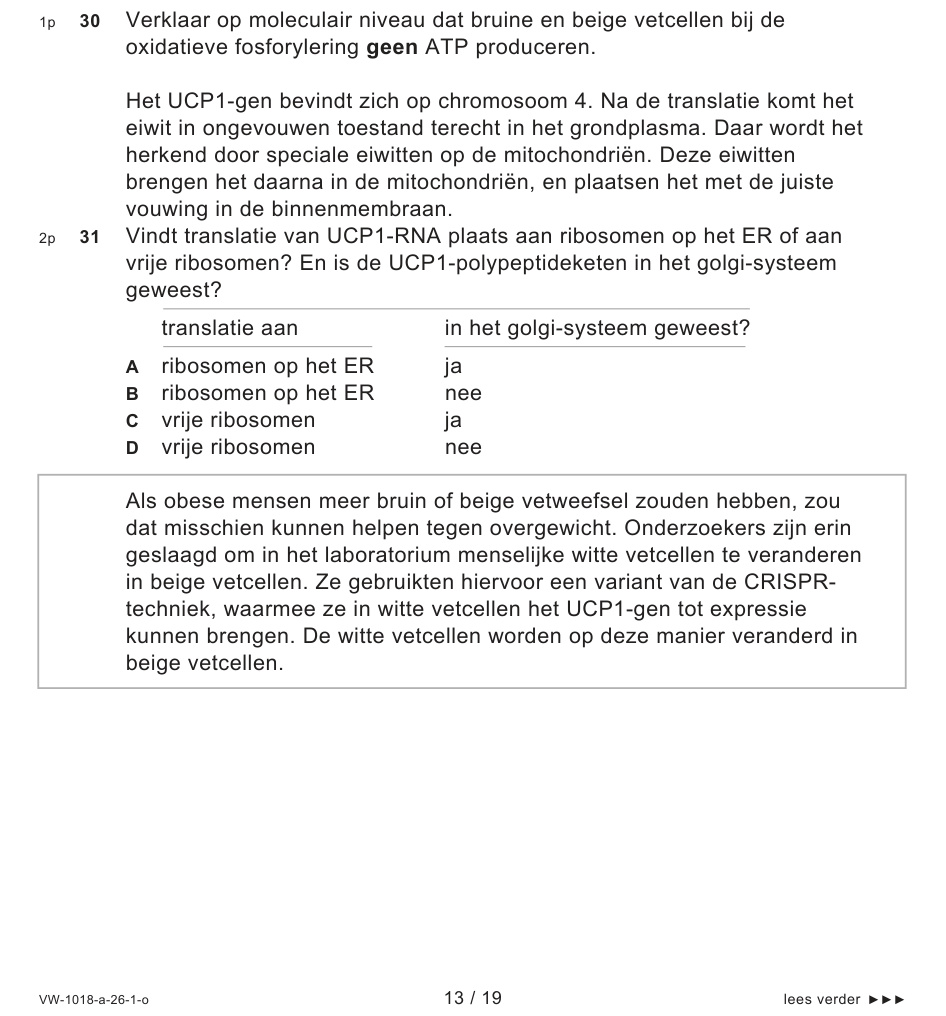 1p 30 Verklaar op moleculair niveau dat bruine en beige vetcellen bij de
oxidatieve fosforylering geen ATP produceren.
Het UCP1-gen bevindt zich op chromosoom 4. Na de translatie komt het
eiwit in ongevouwen toestand terecht in het grondplasma. Daar wordt het
herkend door speciale eiwitten op de mitochondriën. Deze eiwitten
brengen het daarna in de mitochondriën, en plaatsen het met de juiste
vouwing in de binnenmembraan.
2p 31 Vindt translatie van UCP1-RNA plaats aan ribosomen op het ER of aan
vrije ribosomen? En is de UCP1-polypeptideketen in het golgi-systeem
geweest?
translatie aan in het golgi-systeem geweest?
A ribosomen op het ER ja
B ribosomen op het ER nee
C vrije ribosomen ja
D vrije ribosomen nee
Als obese mensen meer bruin of beige vetweefsel zouden hebben, zou
dat misschien kunnen helpen tegen overgewicht. Onderzoekers zijn erin
geslaagd om in het laboratorium menselijke witte vetcellen te veranderen
in beige vetcellen. Ze gebruikten hiervoor een variant van de CRISPR-
techniek, waarmee ze in witte vetcellen het UCP1-gen tot expressie
kunnen brengen. De witte vetcellen worden op deze manier veranderd in
beige vetcellen.
VW-1018-a-26-1-o 13 / 19 lees verder ►►►